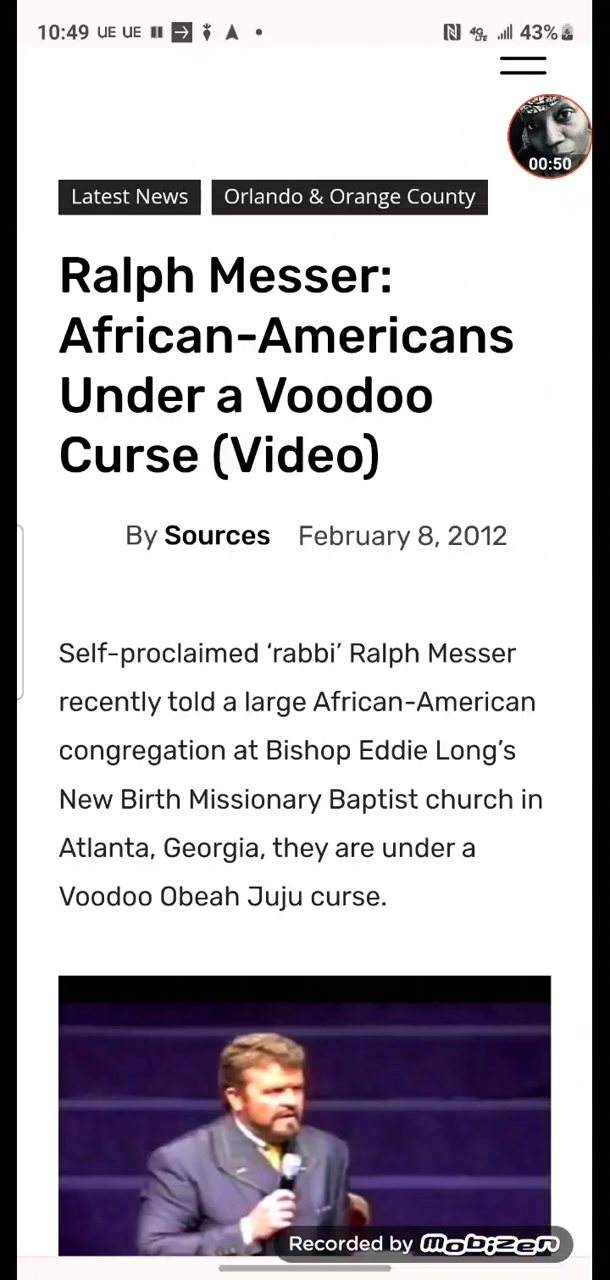 10:49 UE UE 43%
00:50
Latest News Orlando & Orange County
Ralph Messer:
African-Americans
Under a Voodoo
Curse (Video)
By Sources February 8, 2012
Self-proclaimed ‘rabbi’ Ralph Messer
recently told a large African-American
congregation at Bishop Eddie Long’s
New Birth Missionary Baptist church in
Atlanta, Georgia, they are under a
Voodoo Obeah Juju curse.
Recorded by mobizen